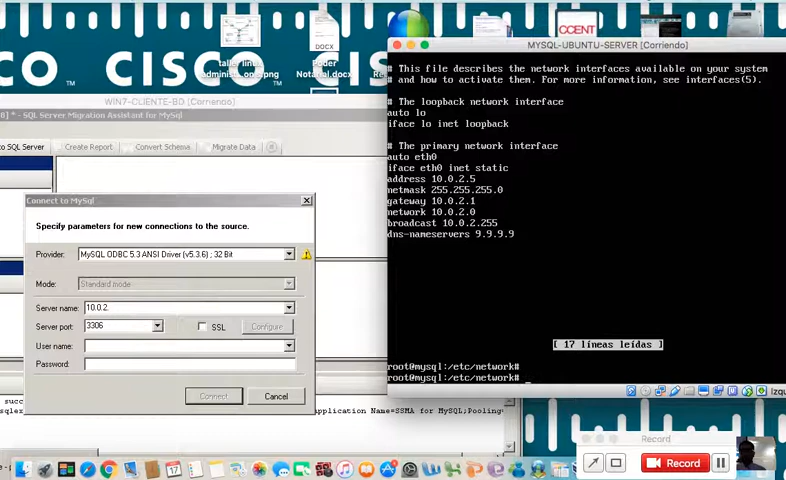 CCENT
CO
CISCO
CISCO
taller linux
administ...op.png
DOCX
Poder
Notarial.docx
MYSQL-UBUNTU-SERVER [Corriendo]
# This file describes the network interfaces available on your system
# and how to activate them. For more information, see interfaces(5).
# The loopback network interface
auto lo
iface lo inet loopback
# The primary network interface
auto eth0
iface eth0 inet static
address 10.0.2.5
netmask 255.255.255.0
gateway 10.0.2.1
network 10.0.2.0
broadcast 10.0.2.255
dns-nameservers 9.9.9.9
[ 17 líneas leídas ]
root@mysql:/etc/network#
root@mysql:/etc/network#
WIN7-CLIENTE-BD [Corriendo]
] * - SQL Server Migration Assistant for MySql
to SQL Server
Create Report
Convert Schema
Migrate Data
Connect to MySql
Specify parameters for new connections to the source.
Provider:
MySQL ODBC 5.3 ANSI Driver (v5.3.6) ; 32 Bit
Mode:
Standard mode
Server name:
10.0.2.
Server port:
3306
SSL
Configure
User name:
Password:
Connect
Cancel
succ
sqlex
pplication Name=SSMA for MySQL;Pooling=
Izqu
Record
Record
17